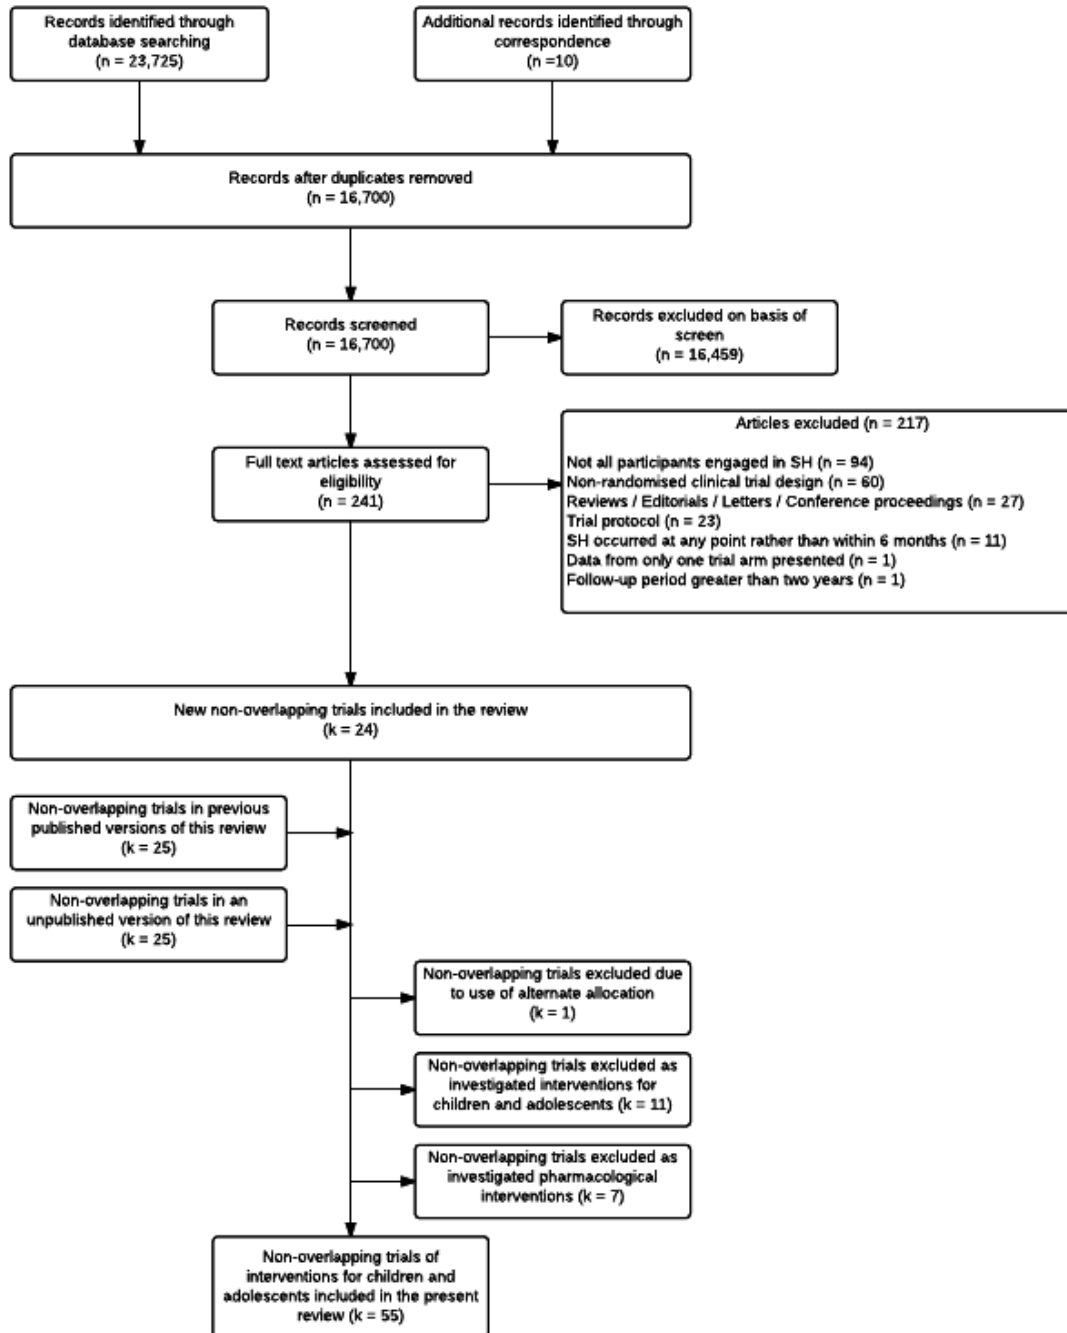 Records identified through
database searching
(n = 23,725)
Additional records identified through
correspondence
(n =10)
Records after duplicates removed
(n = 16,700)
Records screened
(n = 16,700)
Records excluded on basis of
screen
(n = 16,459)
Full text articles assessed for
eligibility
(n = 241)
Articles excluded (n = 217)
Not all participants engaged in SH (n = 94)
Non-randomised clinical trial design (n = 60)
Reviews / Editorials / Letters / Conference proceedings (n = 27)
Trial protocol (n = 23)
SH occurred at any point rather than within 6 months (n = 11)
Data from only one trial arm presented (n = 1)
Follow-up period greater than two years (n = 1)
New non-overlapping trials included in the review
(k = 24)
Non-overlapping trials in previous
published versions of this review
(k = 25)
Non-overlapping trials in an
unpublished version of this review
(k = 25)
Non-overlapping trials excluded due
to use of alternate allocation
(k = 1)
Non-overlapping trials excluded as
investigated interventions for
children and adolescents (k = 11)
Non-overlapping trials excluded as
investigated pharmacological
interventions (k = 7)
Non-overlapping trials of
interventions for children and
adolescents included in the present
review (k = 55)